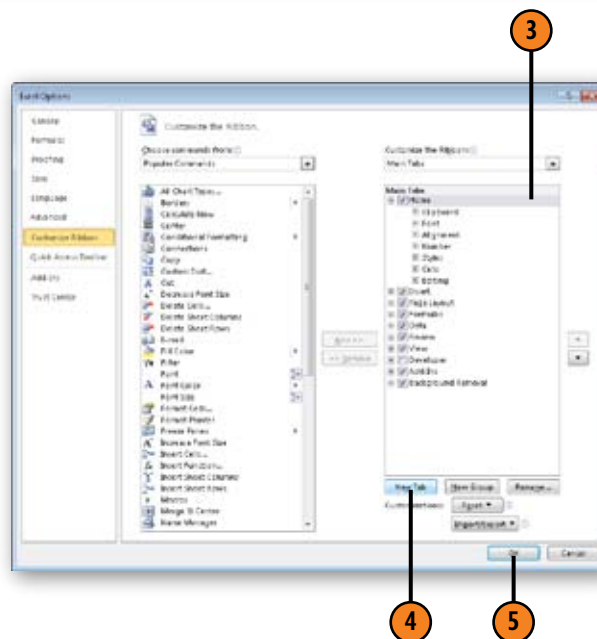 3
Excel Options
General
Formulas
Proofing
Save
Language
Advanced
Customize Ribbon
Quick Access Toolbar
Add-Ins
Trust Center
Customize the Ribbon.
Choose commands from:
Popular Commands
All Chart Types...
Borders
Calculate Now
Center
Conditional Formatting
Connections
Copy
Custom Sort...
Cut
Decrease Font Size
Delete Cells...
Delete Sheet Columns
Delete Sheet Rows
E-mail
Fill Color
Filter
Font
Font Color
Font Size
Format Cells...
Format Painter
Freeze Panes
Increase Font Size
Insert Cells...
Insert Function...
Insert Sheet Columns
Insert Sheet Rows
Macros
Merge & Center
Name Manager
Add >>
<< Remove
Customize the Ribbon:
Main Tabs
Main Tabs
Home
Clipboard
Font
Alignment
Number
Styles
Cells
Editing
Insert
Page Layout
Formulas
Data
Review
View
Developer
Add-Ins
Background Removal
New Tab
New Group
Rename...
Customizations:
Reset
Import/Export
OK
Cancel
4
5